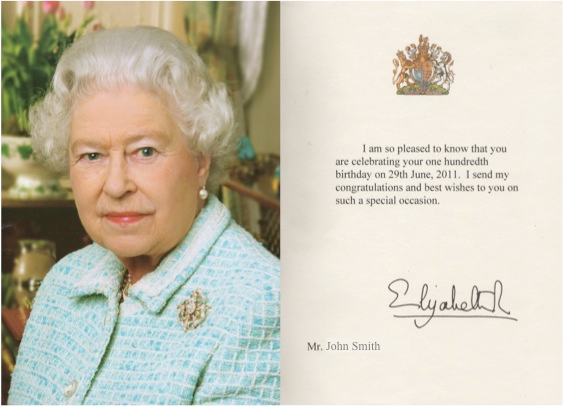 I am so pleased to know that you
are celebrating your one hundredth
birthday on 29th June, 2011. I send my
congratulations and best wishes to you on
such a special occasion.
Elizabeth R
Mr. John Smith